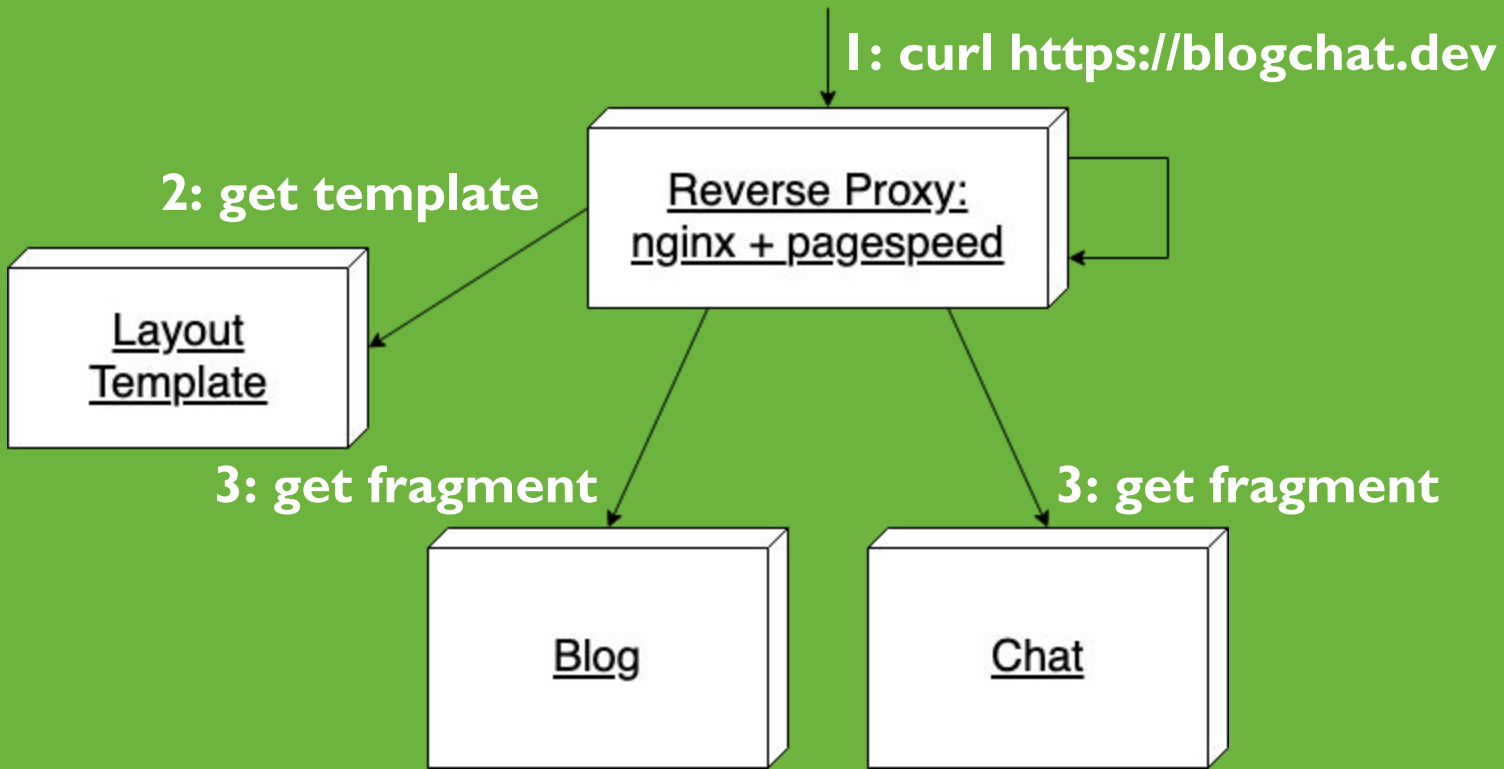 1: curl https://blogchat.dev
2: get template
Reverse Proxy:
nginx + pagespeed
Layout
Template
3: get fragment
3: get fragment
Blog
Chat